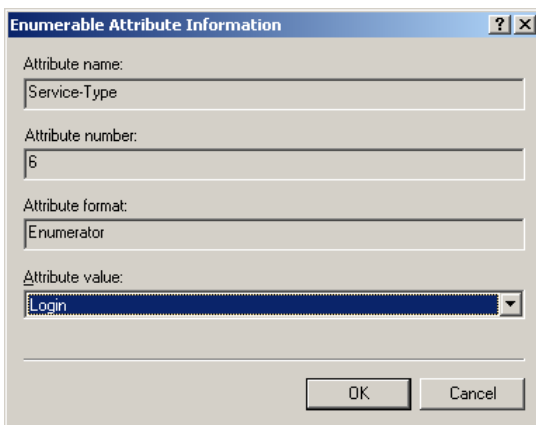 Enumerable Attribute Information
Attribute name:
Service-Type
Attribute number:
6
Attribute format:
Enumerator
Attribute value:
Login
OK Cancel